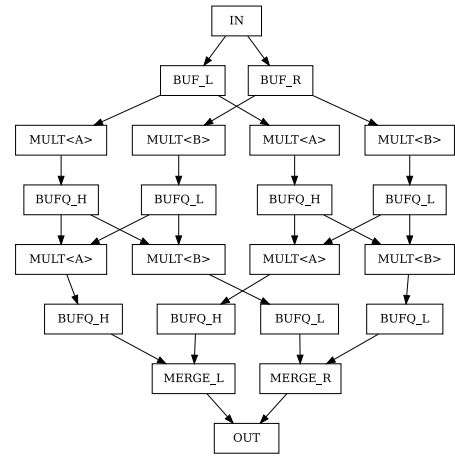 IN
BUF_L BUF_R
MULT<A> MULT<B> MULT<A> MULT<B>
BUFQ_H BUFQ_L BUFQ_H BUFQ_L
MULT<A> MULT<B> MULT<A> MULT<B>
BUFQ_H BUFQ_H BUFQ_L BUFQ_L
MERGE_L MERGE_R
OUT